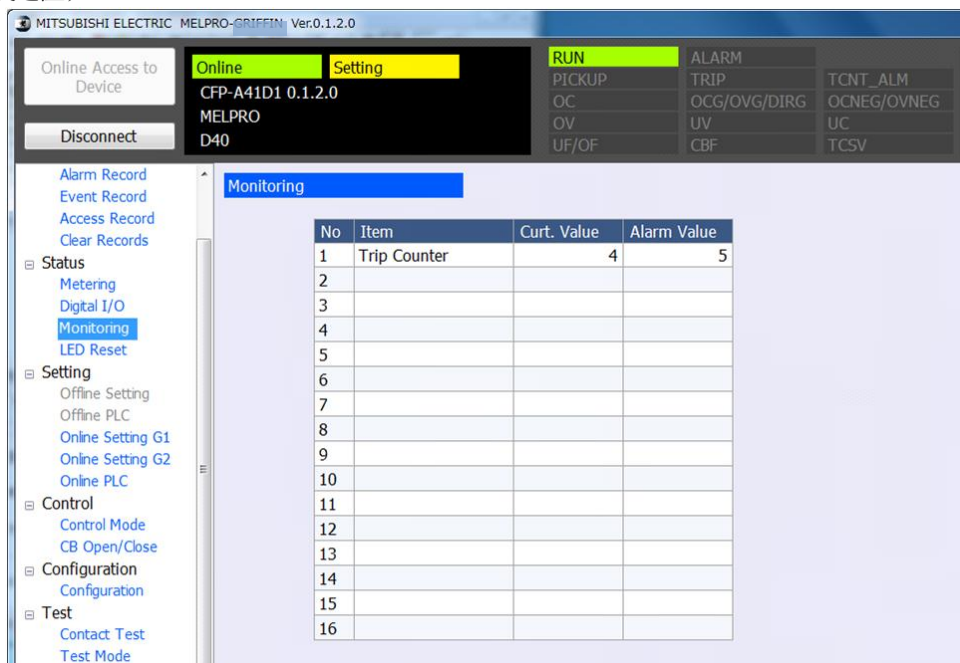 MITSUBISHI ELECTRIC MELPRO-GRIFFIN Ver.0.1.2.0
Online Access to
Device
Disconnect
Online Setting
CFP-A41D1 0.1.2.0
MELPRO
D40
RUN ALARM
PICKUP TRIP TCNT_ALM
OC OCG/OVG/DIRG OCNEG/OVNEG
OV UV UC
UF/OF CBF TCSV
Alarm Record
Event Record
Access Record
Clear Records
Status
Metering
Digital I/O
Monitoring
LED Reset
Setting
Offline Setting
Offline PLC
Online Setting G1
Online Setting G2
Online PLC
Control
Control Mode
CB Open/Close
Configuration
Configuration
Test
Contact Test
Test Mode
Monitoring
No Item Curt. Value Alarm Value
1 Trip Counter 4 5
2
3
4
5
6
7
8
9
10
11
12
13
14
15
16